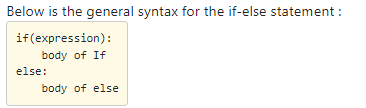 Below is the general syntax for the if-else statement :
if(expression):
    body of If
else:
    body of else